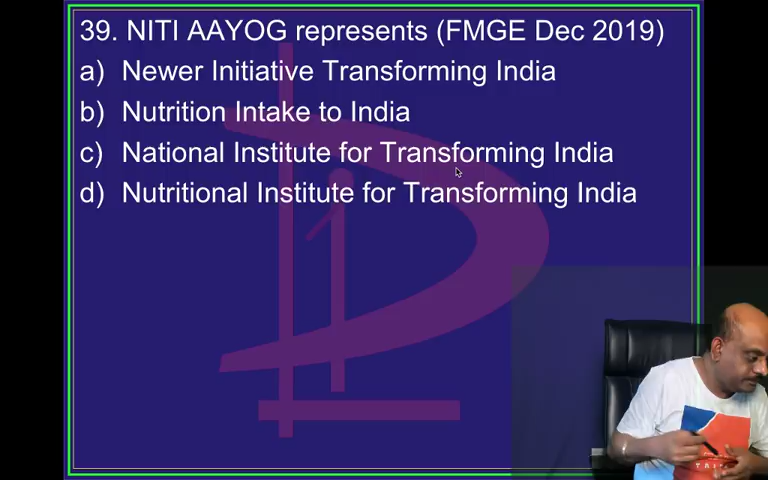 39. NITI AAYOG represents (FMGE Dec 2019)
a) Newer Initiative Transforming India
b) Nutrition Intake to India
c) National Institute for Transforming India
d) Nutritional Institute for Transforming India